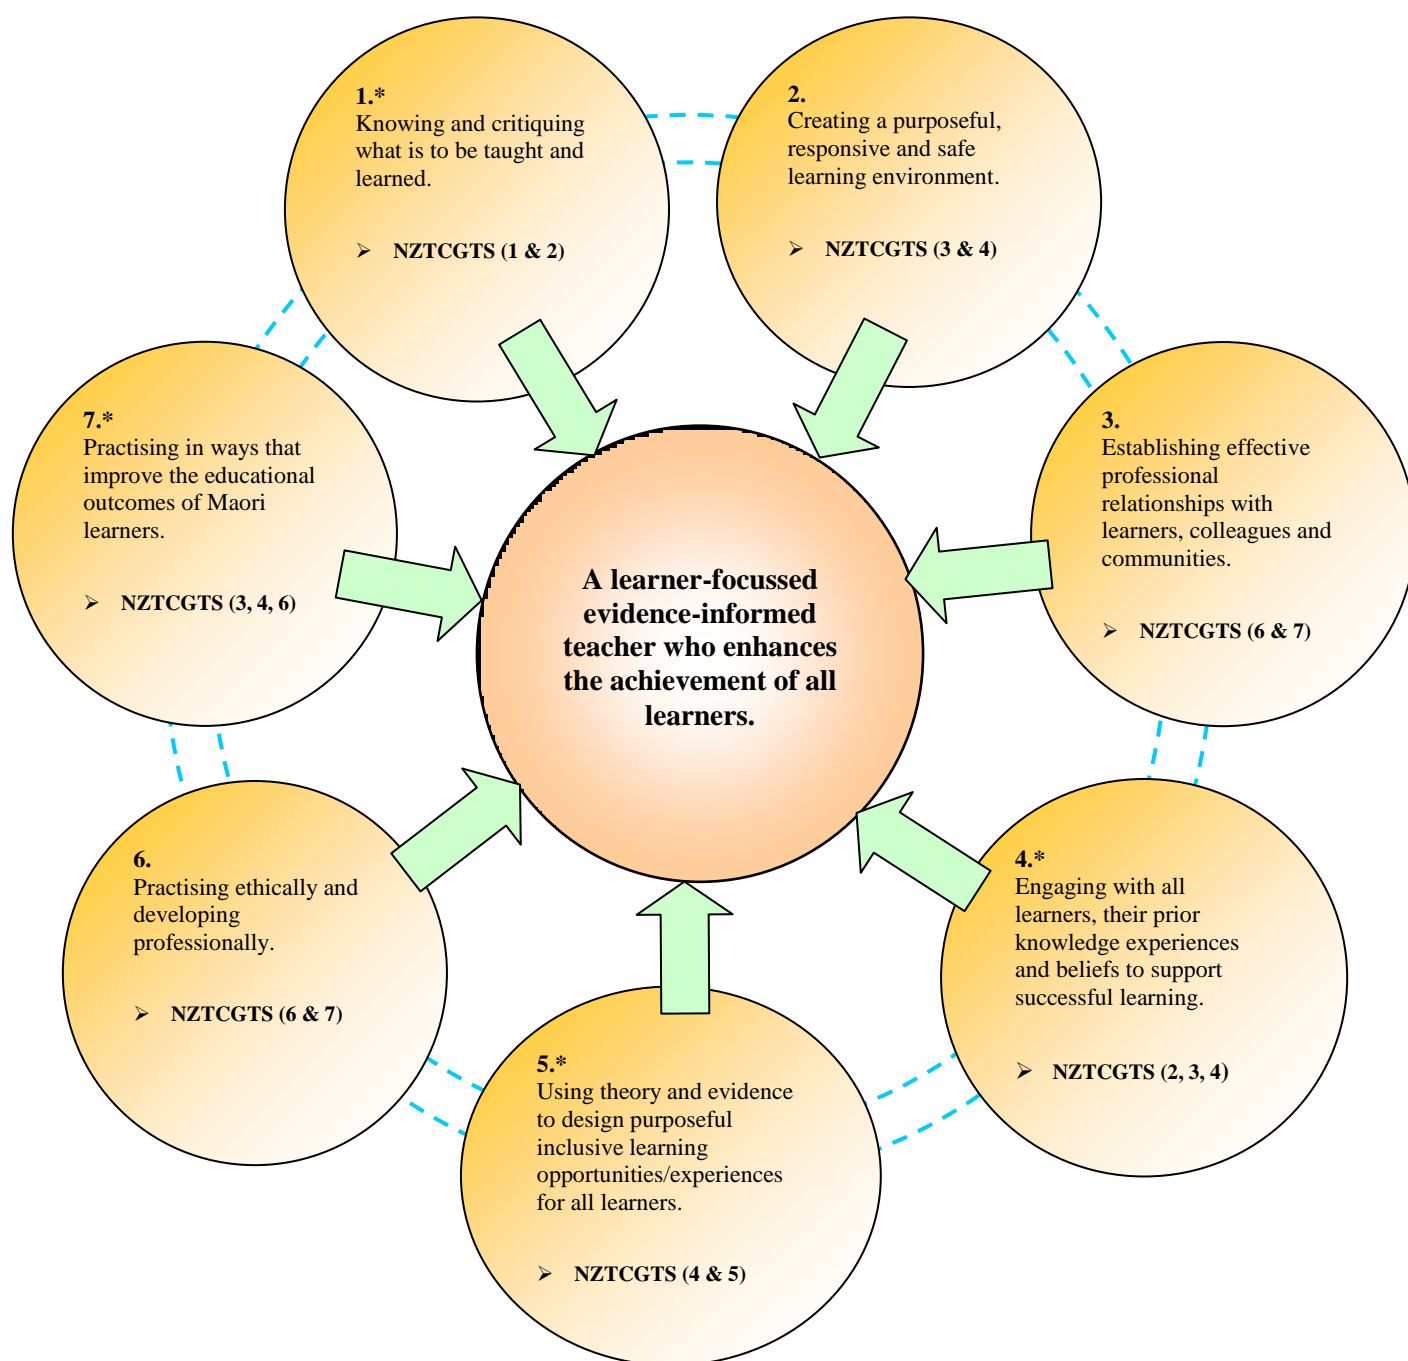 1.*
Knowing and critiquing
what is to be taught and
learned.
➢ NZTCGTS (1 & 2)
2.
Creating a purposeful,
responsive and safe
learning environment.
➢ NZTCGTS (3 & 4)
3.
Establishing effective
professional
relationships with
learners, colleagues and
communities.
➢ NZTCGTS (6 & 7)
4.*
Engaging with all
learners, their prior
knowledge experiences
and beliefs to support
successful learning.
➢ NZTCGTS (2, 3, 4)
5.*
Using theory and evidence
to design purposeful
inclusive learning
opportunities/experiences
for all learners.
➢ NZTCGTS (4 & 5)
6.
Practising ethically and
developing
professionally.
➢ NZTCGTS (6 & 7)
7.*
Practising in ways that
improve the educational
outcomes of Maori
learners.
➢ NZTCGTS (3, 4, 6)
A learner-focussed
evidence-informed
teacher who enhances
the achievement of all
learners.